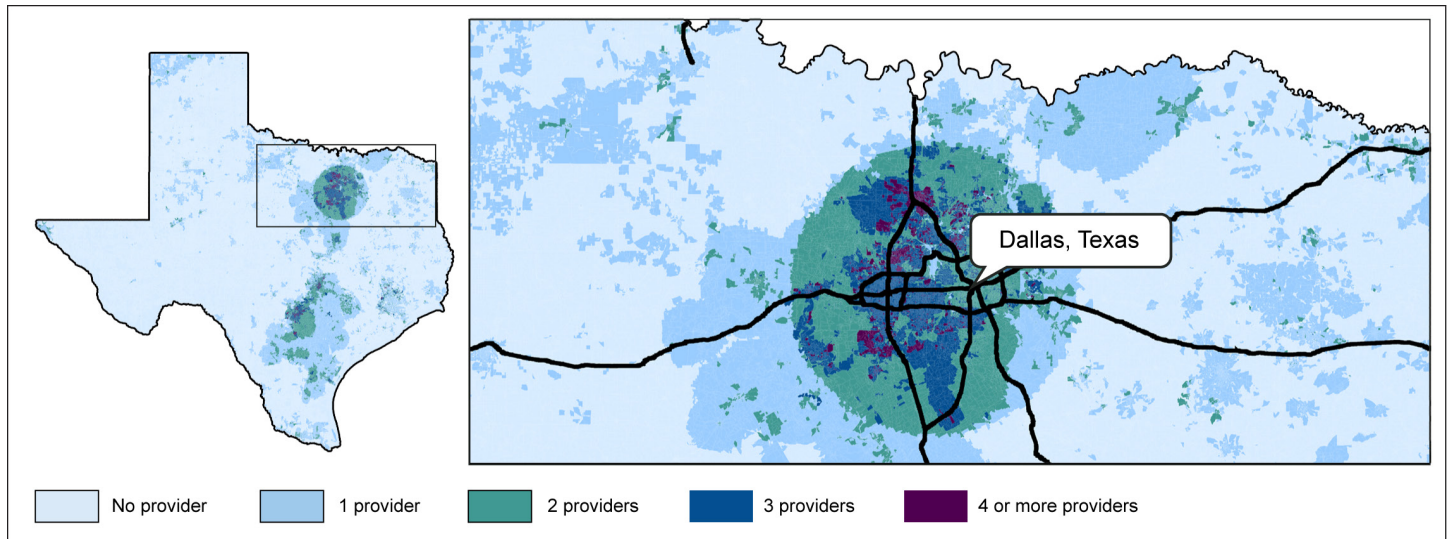 Dallas, Texas
No provider
1 provider
2 providers
3 providers
4 or more providers